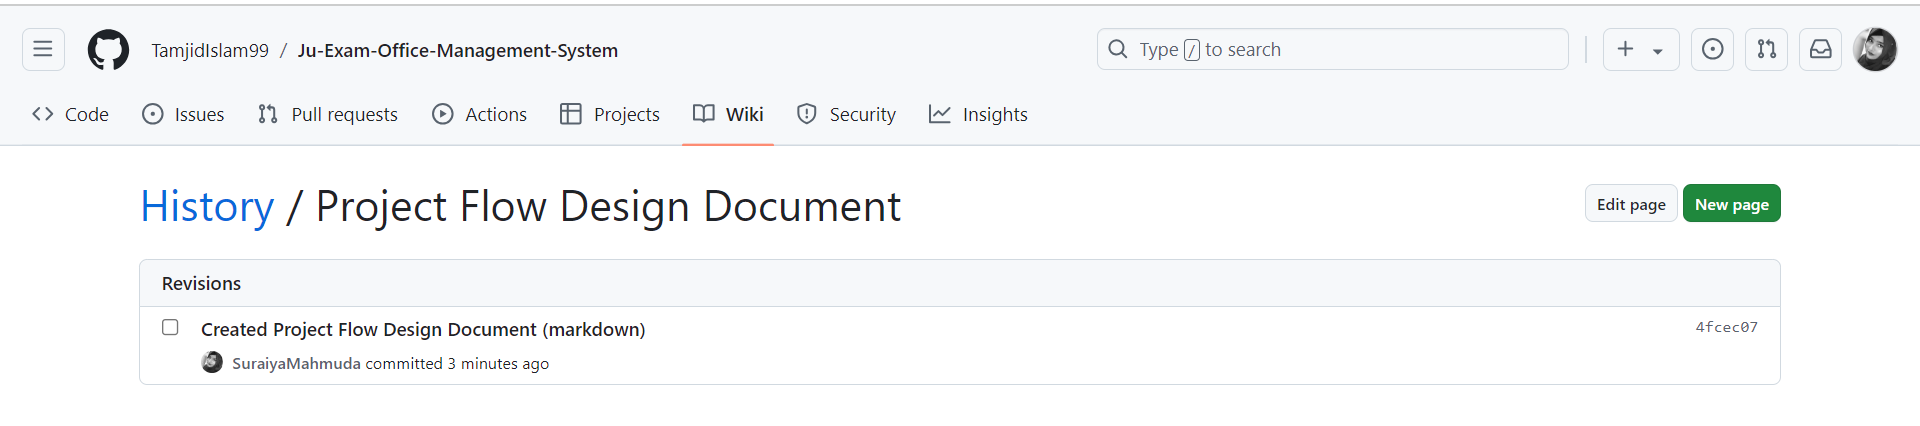 TamjidIslam99 / Ju-Exam-Office-Management-System
Type / to search
Code Issues Pull requests Actions Projects Wiki Security Insights
History / Project Flow Design Document
Edit page New page
Revisions
Created Project Flow Design Document (markdown) 4fcec07
SuraiyaMahmuda committed 3 minutes ago